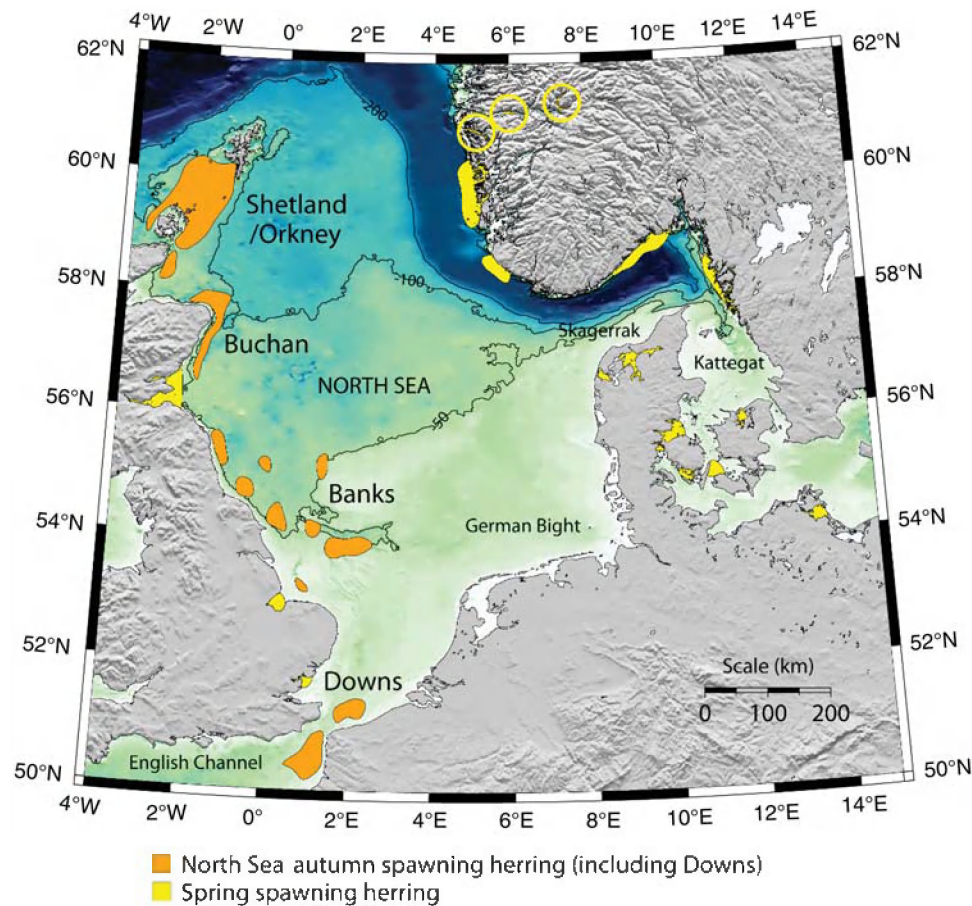 4°W 2°W 0° 2°E 4°E 6°E 8°E 10°E 12°E 14°E
62°N 62°N
-200
60°N 60°N
Shetland
/Orkney
58°N 58°N
-100
Skagerrak
Buchan
Kattegat
NORTH SEA
56°N 56°N
-50
Banks
54°N 54°N
German Bight
52°N 52°N
Scale (km)
Downs
0 100 200
English Channel
50°N 50°N
4°W 2°W 0° 2°E 4°E 6°E 8°E 10°E 12°E 14°E
North Sea autumn spawning herring (including Downs)
Spring spawning herring